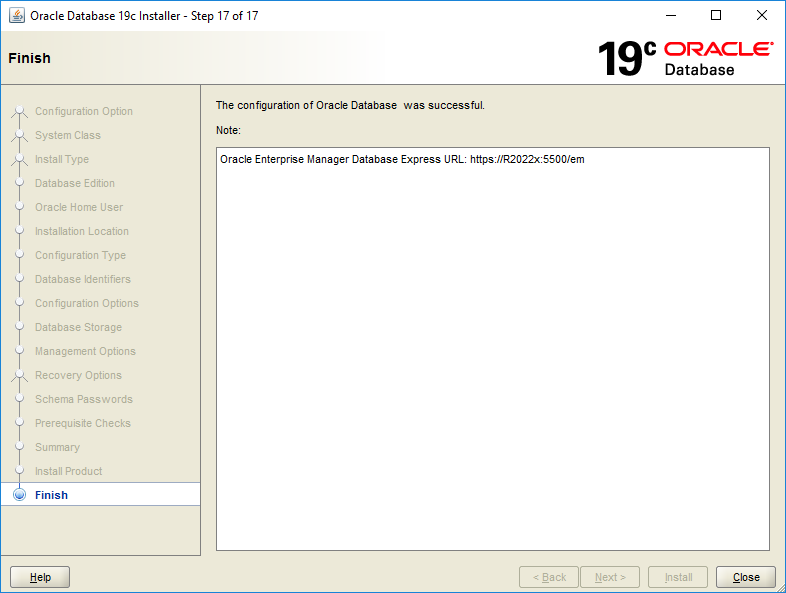 Oracle Database 19c Installer - Step 17 of 17
Finish
19c ORACLE
Database
Configuration Option
System Class
Install Type
Database Edition
Oracle Home User
Installation Location
Configuration Type
Database Identifiers
Configuration Options
Database Storage
Management Options
Recovery Options
Schema Passwords
Prerequisite Checks
Summary
Install Product
Finish
The configuration of Oracle Database  was successful.
Note:
Oracle Enterprise Manager Database Express URL: https://R2022x:5500/em
Help
< Back
Next >
Install
Close